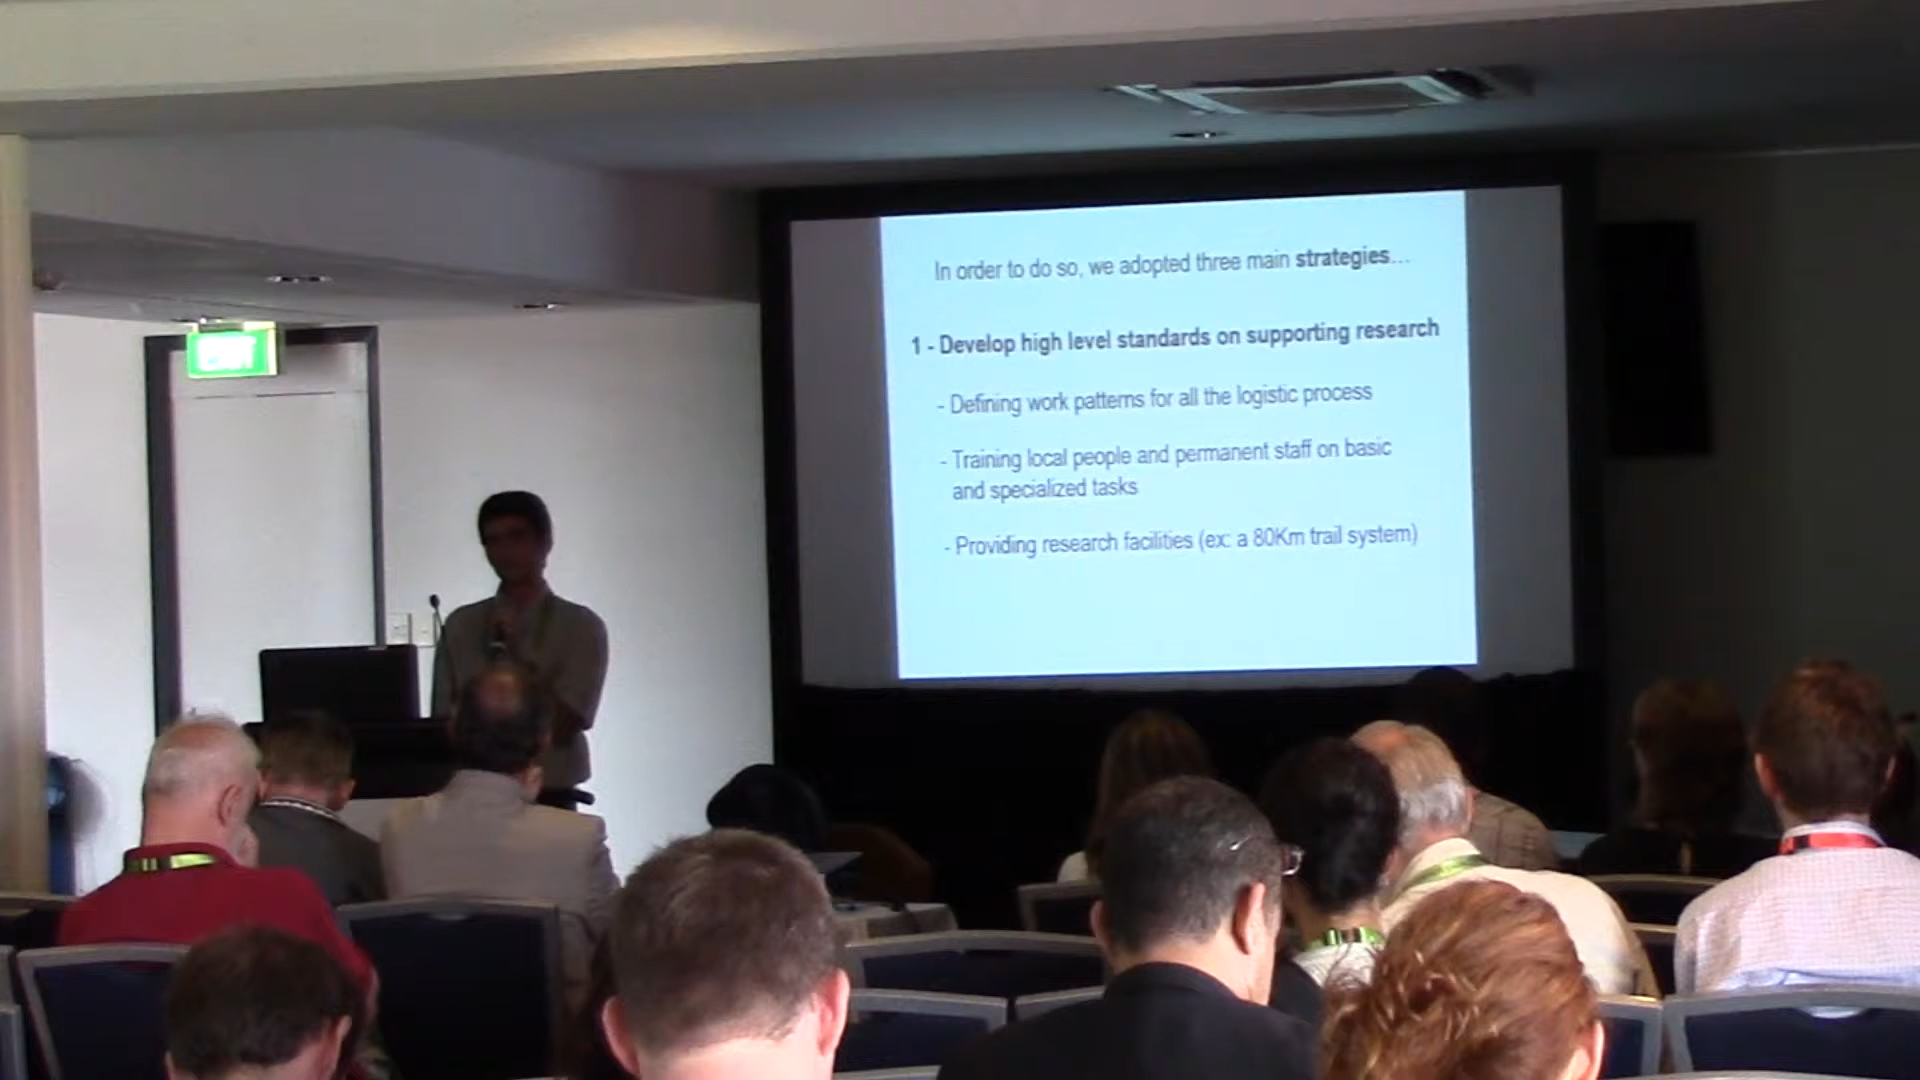 EXIT
In order to do so, we adopted three main strategies...
1 - Develop high level standards on supporting research
- Defining work patterns for all the logistic process
- Training local people and permanent staff on basic
and specialized tasks
- Providing research facilities (ex: a 80Km trail system)